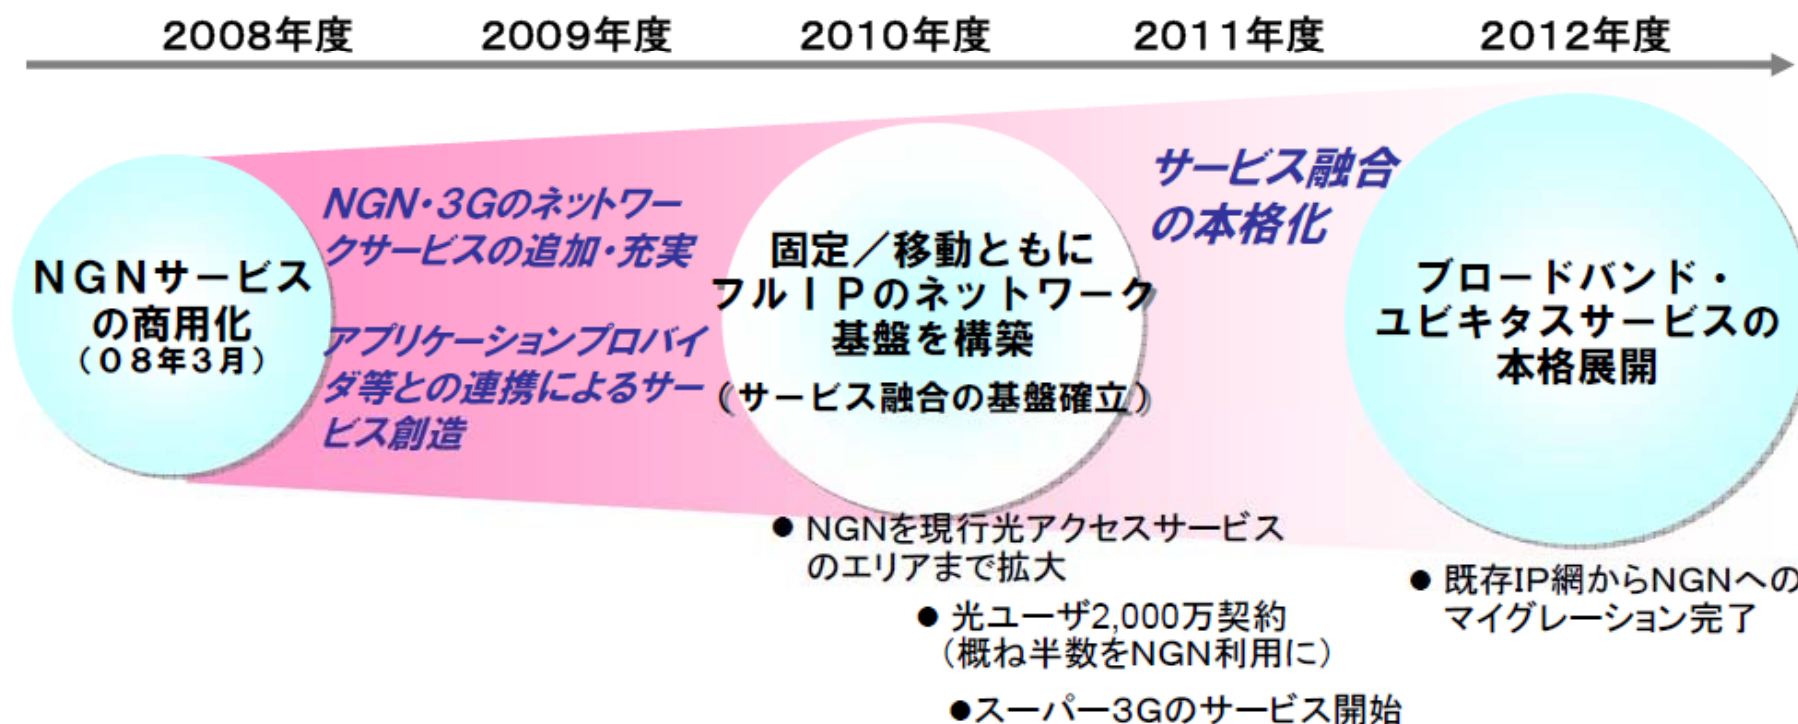 2008年度
2009年度
2010年度
2011年度
2012年度
NGNサービス
の商用化
（08年3月）
NGN・3Gのネットワー
クサービスの追加・充実
アプリケーションプロバイ
ダ等との連携によるサー
ビス創造
固定／移動ともに
フルＩＰのネットワーク
基盤を構築
（サービス融合の基盤確立）
サービス融合
の本格化
ブロードバンド・
ユビキタスサービスの
本格展開
● NGNを現行光アクセスサービス
のエリアまで拡大
● 光ユーザ2,000万契約
（概ね半数をNGN利用に）
●スーパー3Gのサービス開始
● 既存IP網からNGNへの
マイグレーション完了